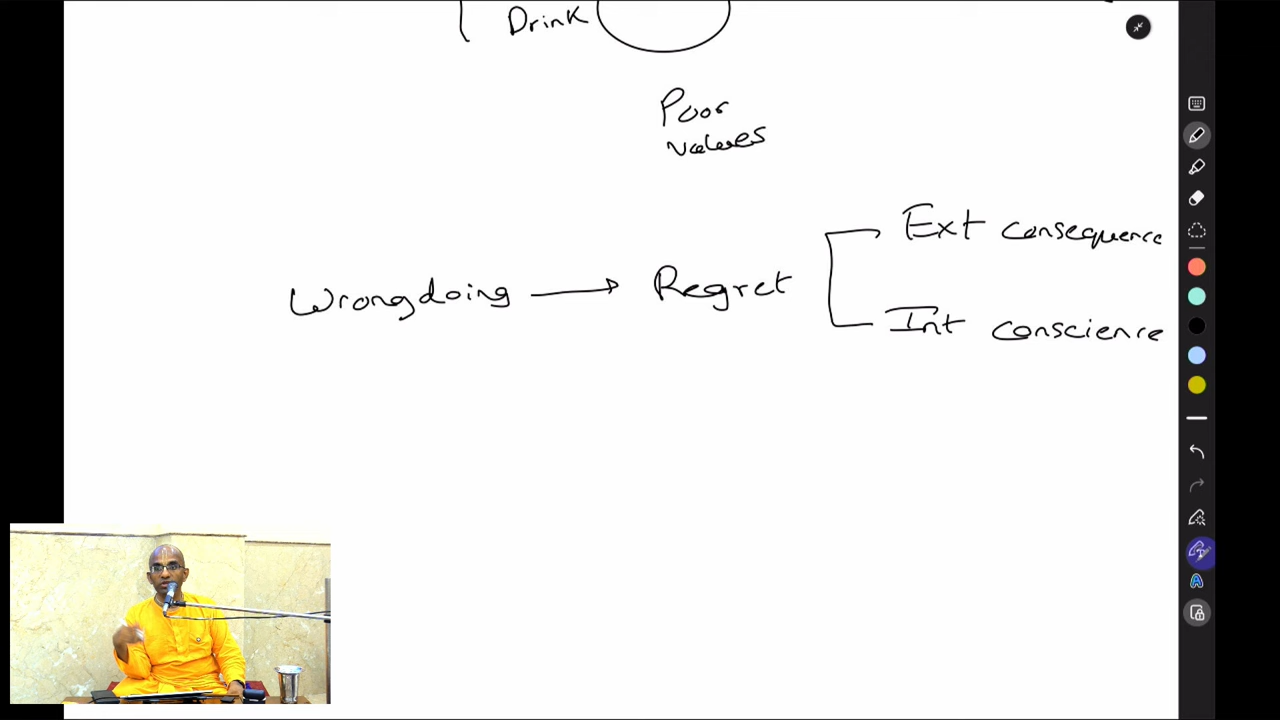 Drink
Poor
values
Ext consequence
Wrongdoing → Regret
Int conscience